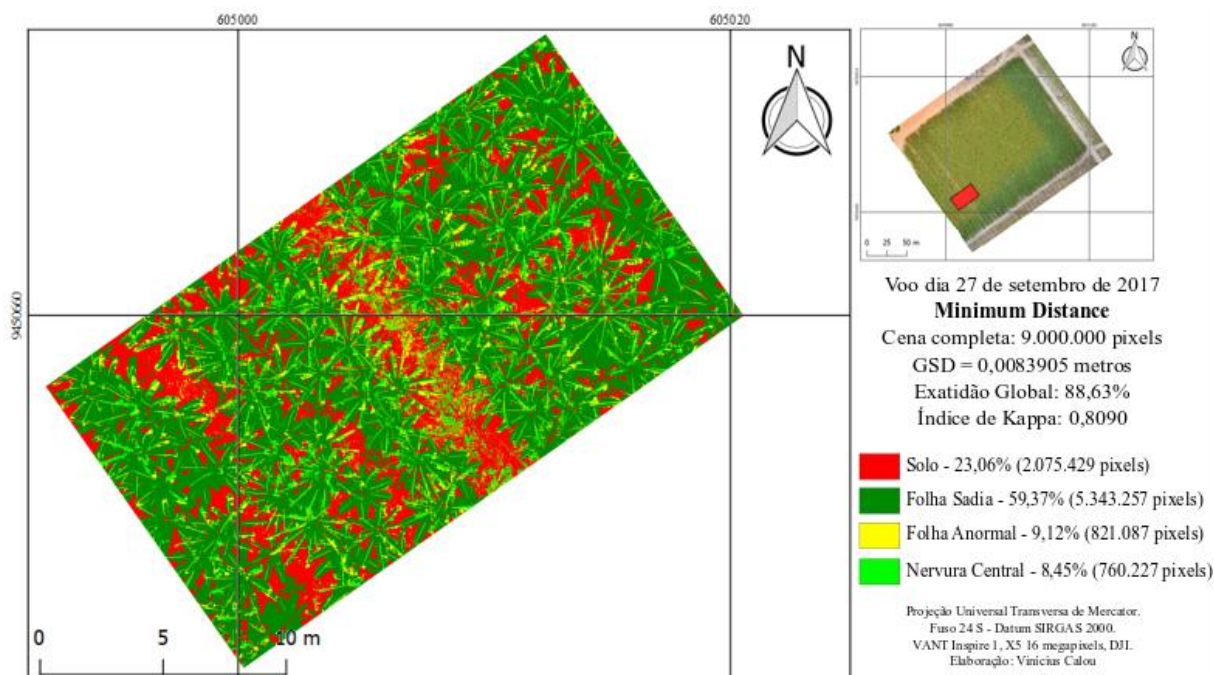 605000
605020
N
9450660
0 5 10 m
N
0 25 50 m
Voo dia 27 de setembro de 2017
Minimum Distance
Cena completa: 9.000.000 pixels
GSD = 0,0083905 metros
Exatidão Global: 88,63%
Índice de Kappa: 0,8090
Solo - 23,06% (2.075.429 pixels)
Folha Sadia - 59,37% (5.343.257 pixels)
Folha Anormal - 9,12% (821.087 pixels)
Nervura Central - 8,45% (760.227 pixels)
Projeção Universal Transversa de Mercator.
Fuso 24 S - Datum SIRGAS 2000.
VANT Inspire 1, X5 16 megapixels, DJI.
Elaboração: Vinícius Calou